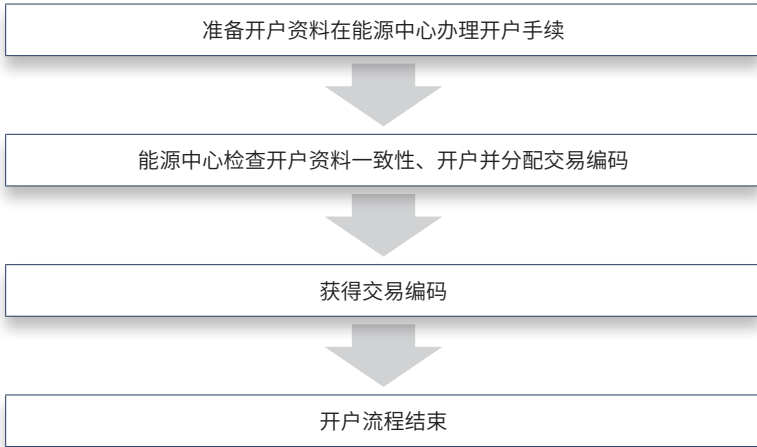 准备开户资料在能源中心办理开户手续
能源中心检查开户资料一致性、开户并分配交易编码
获得交易编码
开户流程结束